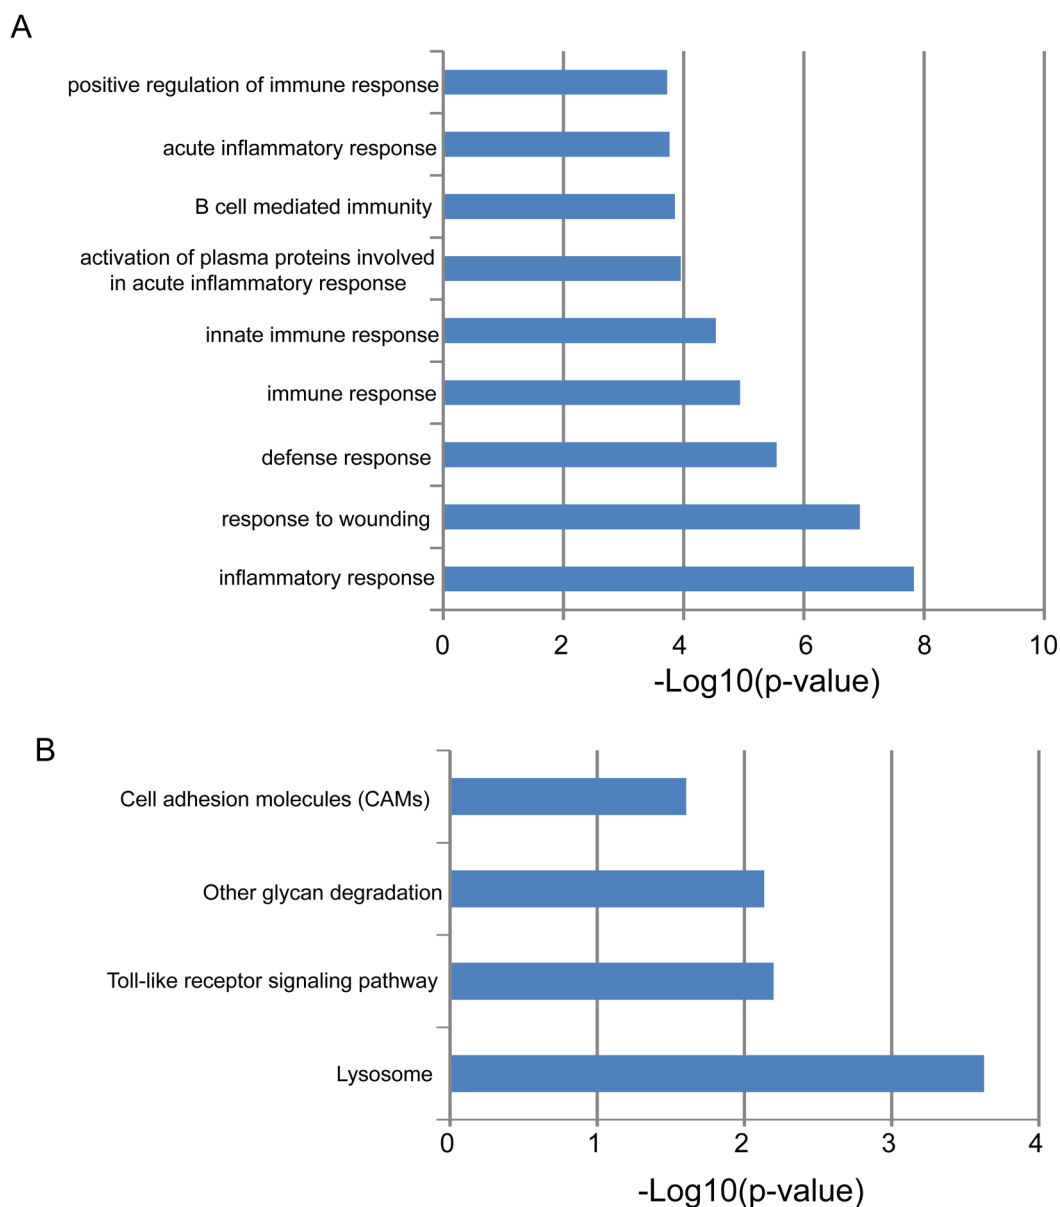 A
positive regulation of immune response
acute inflammatory response
B cell mediated immunity
activation of plasma proteins involved
in acute inflammatory response
innate immune response
immune response
defense response
response to wounding
inflammatory response
0 2 4 6 8 10
-Log10(p-value)
B
Cell adhesion molecules (CAMs)
Other glycan degradation
Toll-like receptor signaling pathway
Lysosome
0 1 2 3 4
-Log10(p-value)